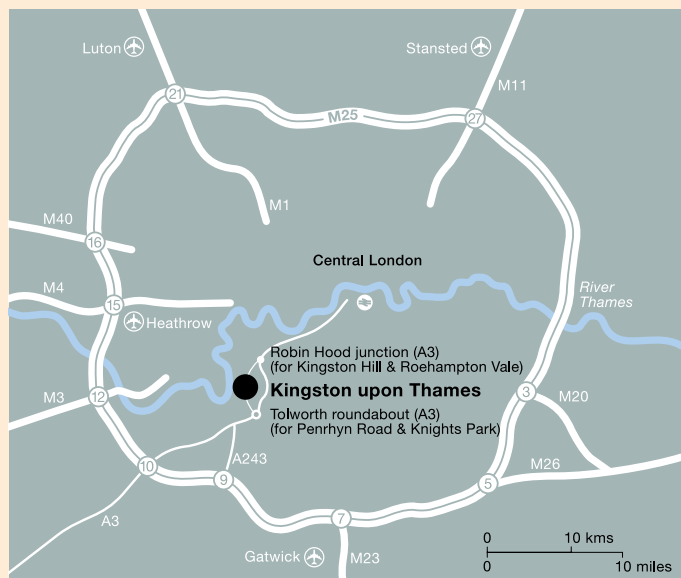 Luton
Stansted
M11
21
M25
27
M1
M40
16
Central London
M4
15
River
Thames
Heathrow
Robin Hood junction (A3)
(for Kingston Hill & Roehampton Vale)
Kingston upon Thames
M3
12
3
M20
Tolworth roundabout (A3)
(for Penrhyn Road & Knights Park)
A243
M26
10
9
5
A3
7
0 10 kms
Gatwick
M23
0 10 miles